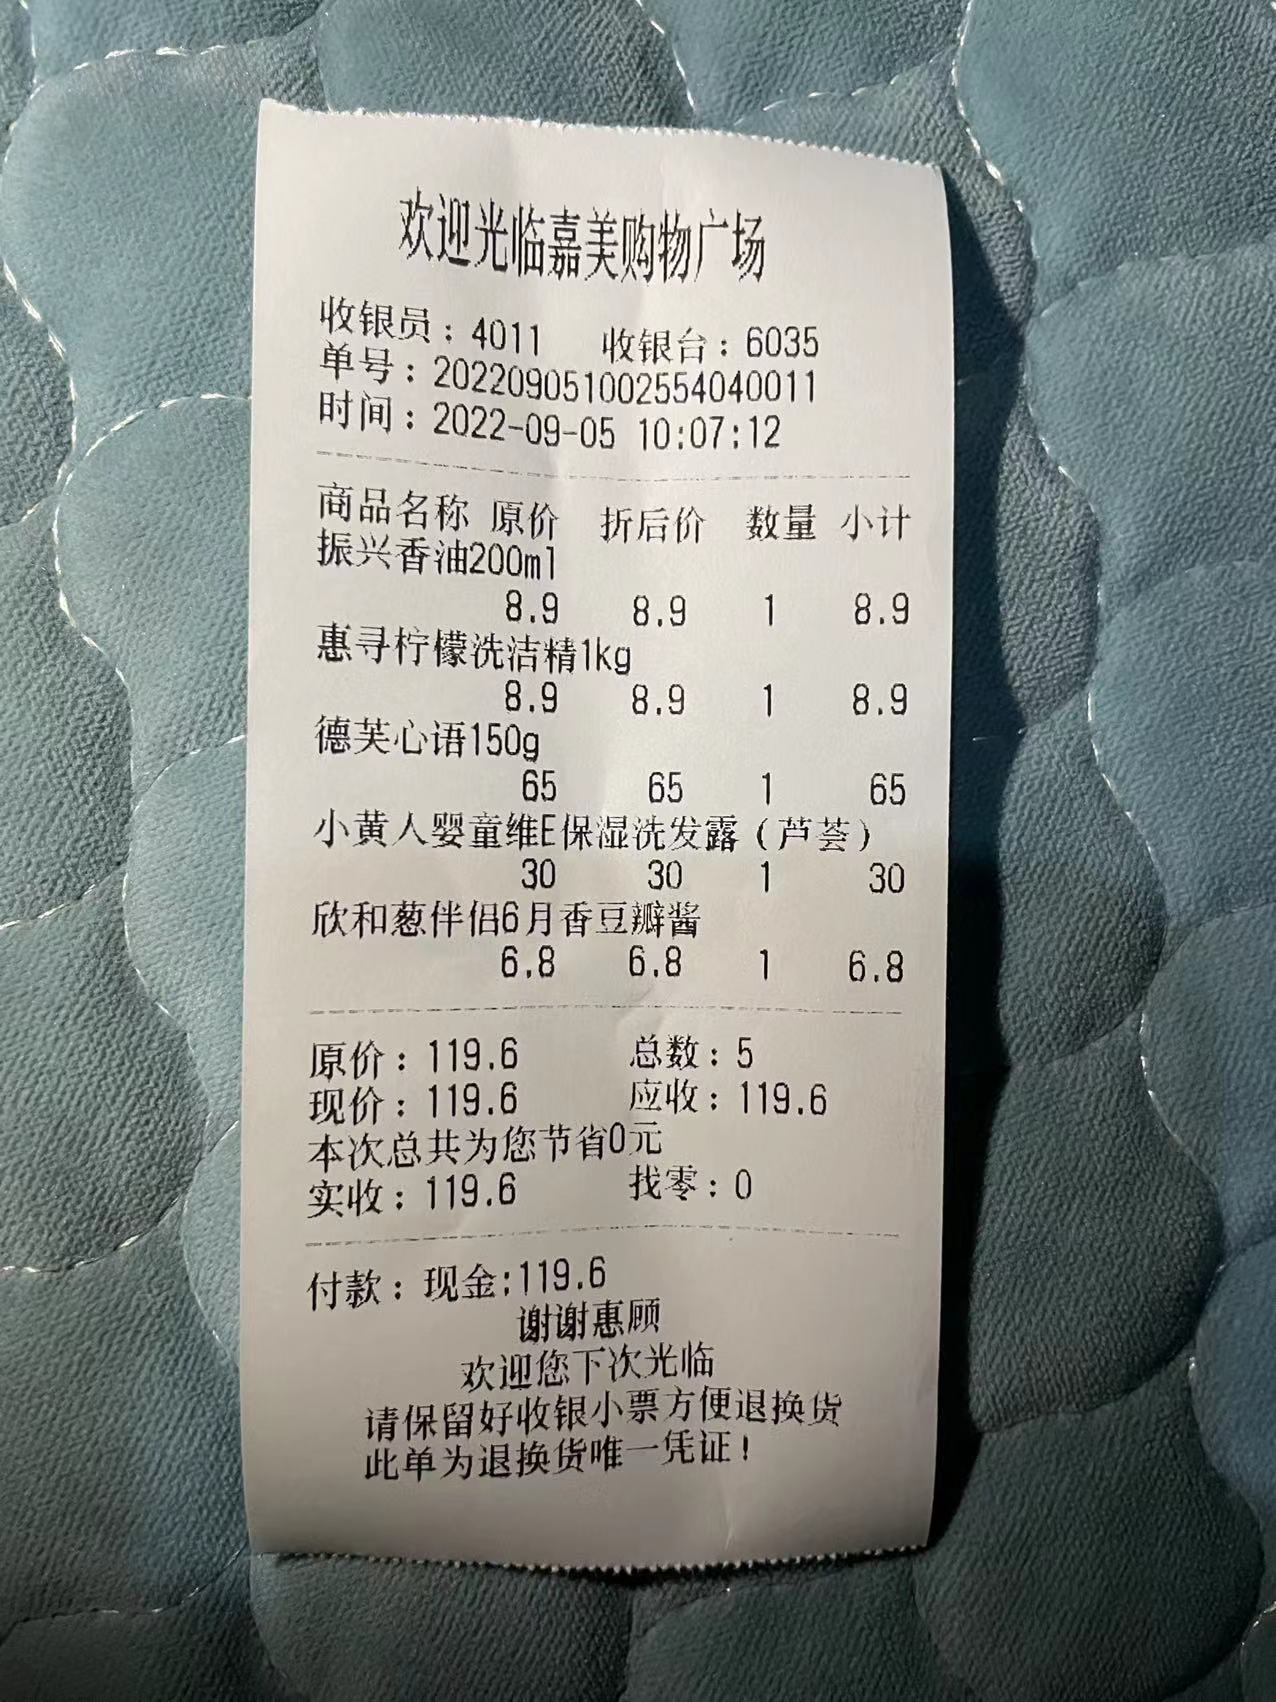 欢迎光临嘉美购物广场
收银员：4011 收银台：6035
单号：202209051002554040011
时间：2022-09-05 10:07:12
商品名称 原价 折后价 数量 小计
振兴香油200ml
8.9 8.9 1 8.9
惠寻柠檬洗洁精1kg
8.9 8.9 1 8.9
德芙心语150g
65 65 1 65
小黄人婴童维E保湿洗发露（芦荟）
30 30 1 30
欣和葱伴侣6月香豆瓣酱
6.8 6.8 1 6.8
原价：119.6 总数：5
现价：119.6 应收：119.6
本次总共为您节省0元
实收：119.6 找零：0
付款：现金:119.6
谢谢惠顾
欢迎您下次光临
请保留好收银小票方便退换货
此单为退换货唯一凭证！